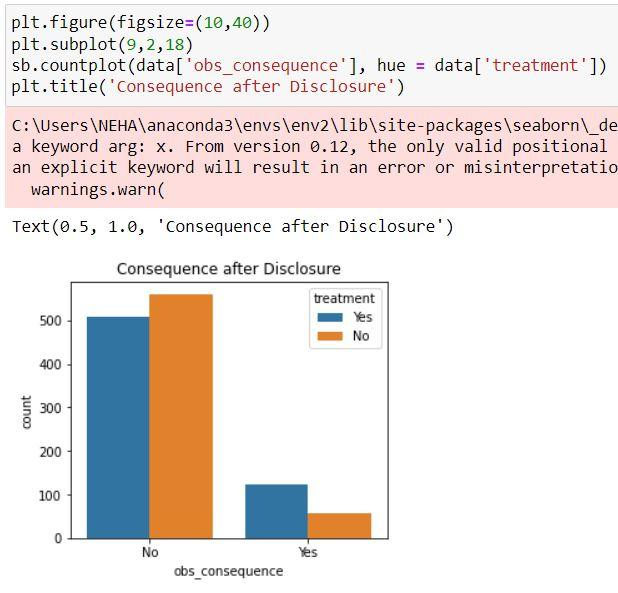 plt.figure(figsize=(10,40))
plt.subplot(9,2,18)
sb.countplot(data['obs_consequence'], hue = data['treatment'])
plt.title('Consequence after Disclosure')
C:\Users\NEHA\anaconda3\envs\env2\lib\site-packages\seaborn\_de
a keyword arg: x. From version 0.12, the only valid positional
an explicit keyword will result in an error or misinterpretatio
warnings.warn(
Text(0.5, 1.0, 'Consequence after Disclosure')
Consequence after Disclosure
treatment
Yes
No
500
400
300
200
100
0
count
No
Yes
obs_consequence